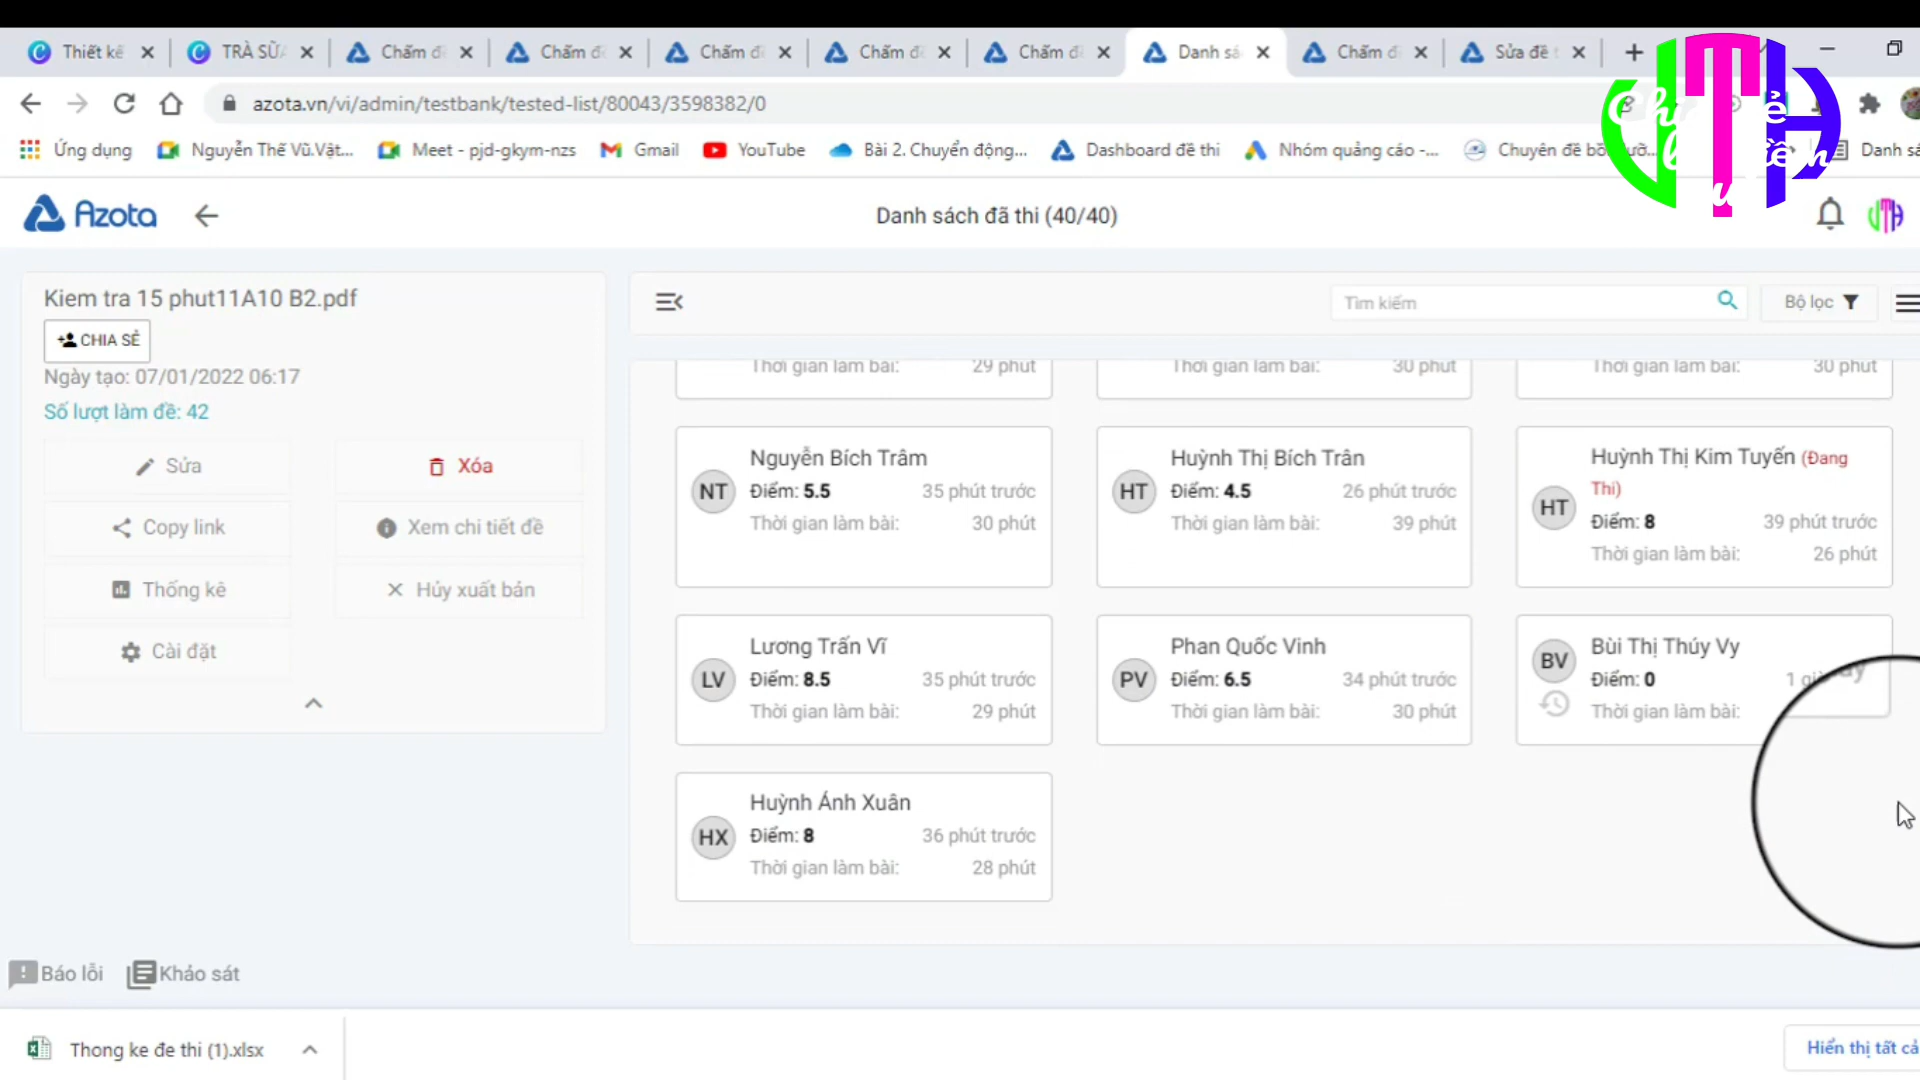 Thiết kế
TRÀ SỮA
Chấm đ
Chấm đ
Chấm đ
Chấm đ
Chấm đ
Danh sá
Chấm đ
Sửa đề t
azota.vn/vi/admin/testbank/tested-list/80043/3598382/0
Ứng dụng
Nguyễn Thế Vũ.Vật...
Meet - pjd-gkym-nzs
Gmail
YouTube
Bài 2. Chuyển động...
Dashboard đề thi
Nhóm quảng cáo -...
Chuyên đề bồ
Danh sá
Azota
Danh sách đã thi (40/40)
Kiem tra 15 phut11A10 B2.pdf
CHIA SẺ
Ngày tạo: 07/01/2022 06:17
Số lượt làm đề: 42
Sửa
Xóa
Copy link
Xem chi tiết đề
Thống kê
Hủy xuất bản
Cài đặt
Tìm kiếm
Bộ lọc
Thời gian làm bài: 29 phút
Thời gian làm bài: 30 phút
Thời gian làm bài: 30 phút
NT
Nguyễn Bích Trâm
Điểm: 5.5 35 phút trước
Thời gian làm bài: 30 phút
HT
Huỳnh Thị Bích Trân
Điểm: 4.5 26 phút trước
Thời gian làm bài: 39 phút
HT
Huỳnh Thị Kim Tuyến (Đang
Thi)
Điểm: 8 39 phút trước
Thời gian làm bài: 26 phút
LV
Lương Trấn Vĩ
Điểm: 8.5 35 phút trước
Thời gian làm bài: 29 phút
PV
Phan Quốc Vinh
Điểm: 6.5 34 phút trước
Thời gian làm bài: 30 phút
BV
Bùi Thị Thúy Vy
Điểm: 0
Thời gian làm bài:
HX
Huỳnh Ánh Xuân
Điểm: 8 36 phút trước
Thời gian làm bài: 28 phút
Báo lỗi
Khảo sát
Thong ke đe thi (1).xlsx
Hiển thị tất cả